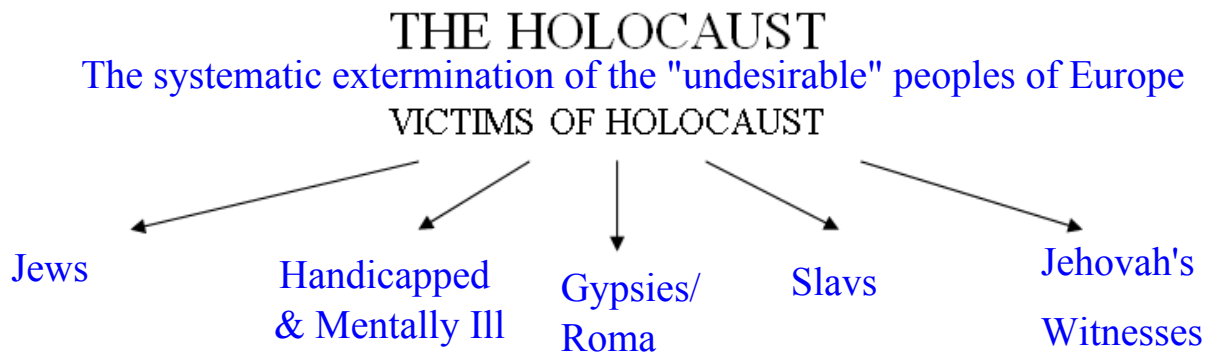 THE HOLOCAUST
The systematic extermination of the "undesirable" peoples of Europe
VICTIMS OF HOLOCAUST
Jews
Handicapped
& Mentally Ill
Gypsies/
Roma
Slavs
Jehovah's
Witnesses